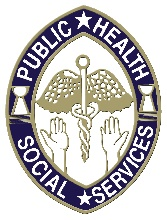 PUBLIC ★ HEALTH
SOCIAL ★ SERVICES